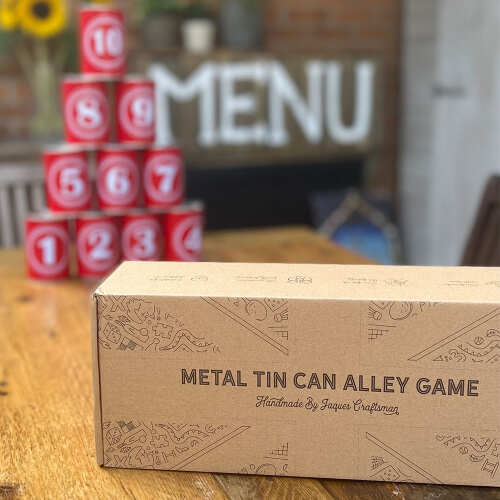 MENU
10
8 9
5 6 7
1 2 3 4
METAL TIN CAN ALLEY GAME
Handmade By Jaques Craftsman